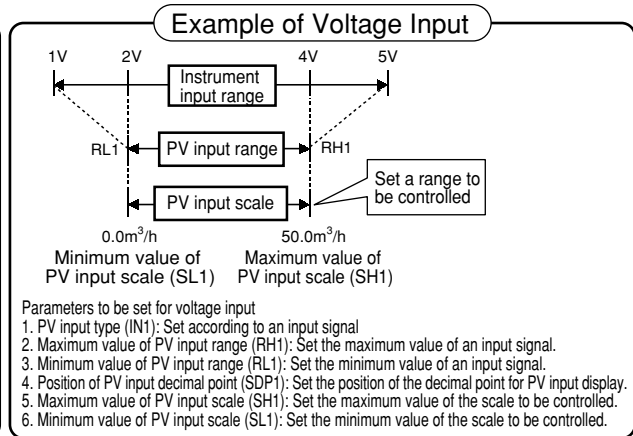 Example of Voltage Input
1V 2V 4V 5V
Instrument
input range
RL1 PV input range RH1
PV input scale
Set a range to
be controlled
0.0m³/h 50.0m³/h
Minimum value of Maximum value of
PV input scale (SL1) PV input scale (SH1)
Parameters to be set for voltage input
1. PV input type (IN1): Set according to an input signal
2. Maximum value of PV input range (RH1): Set the maximum value of an input signal.
3. Minimum value of PV input range (RL1): Set the minimum value of an input signal.
4. Position of PV input decimal point (SDP1): Set the position of the decimal point for PV input display.
5. Maximum value of PV input scale (SH1): Set the maximum value of the scale to be controlled.
6. Minimum value of PV input scale (SL1): Set the minimum value of the scale to be controlled.